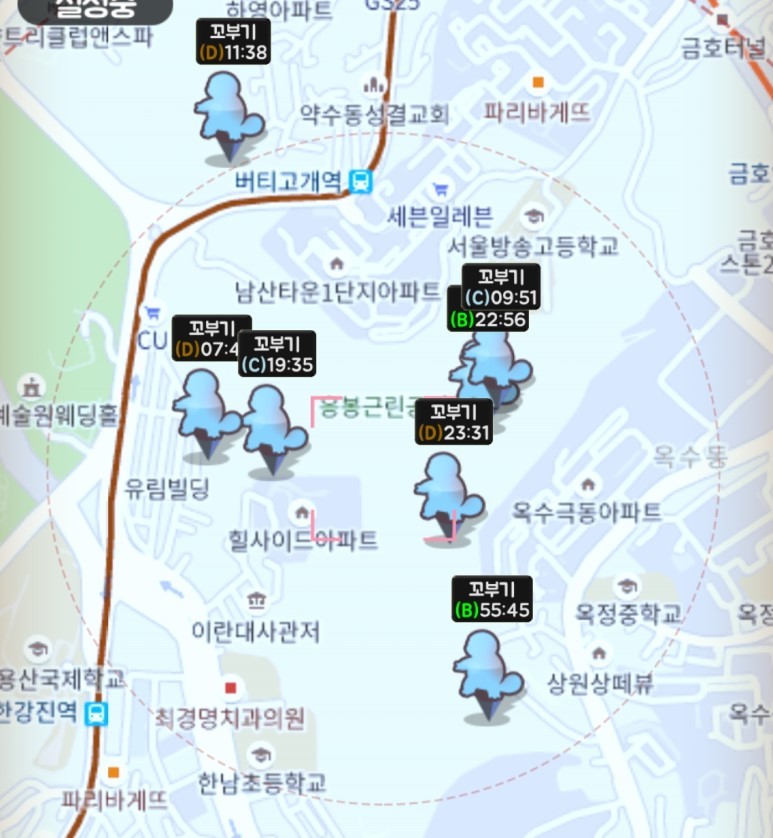 설정중
하영아파트
GS25
트리클럽앤스파
금호터널
꼬부기
(D)11:38
약수동성결교회
파리바게뜨
버티고개역
금호
세븐일레븐
서울방송고등학교
금호
스톤2
꼬부기
(C)09:51
남산타운1단지아파트
(B)22:56
CU
꼬부기
(D)07:4
꼬부기
(C)19:35
예술원웨딩홀
응봉근린공
꼬부기
(D)23:31
옥수동
유림빌딩
옥수극동아파트
힐사이드아파트
꼬부기
(B)55:45
이란대사관저
옥정중학교
옥정
용산국제학교
상원상떼뷰
한강진역
최경명치과의원
옥수
한남초등학교
파리바게뜨